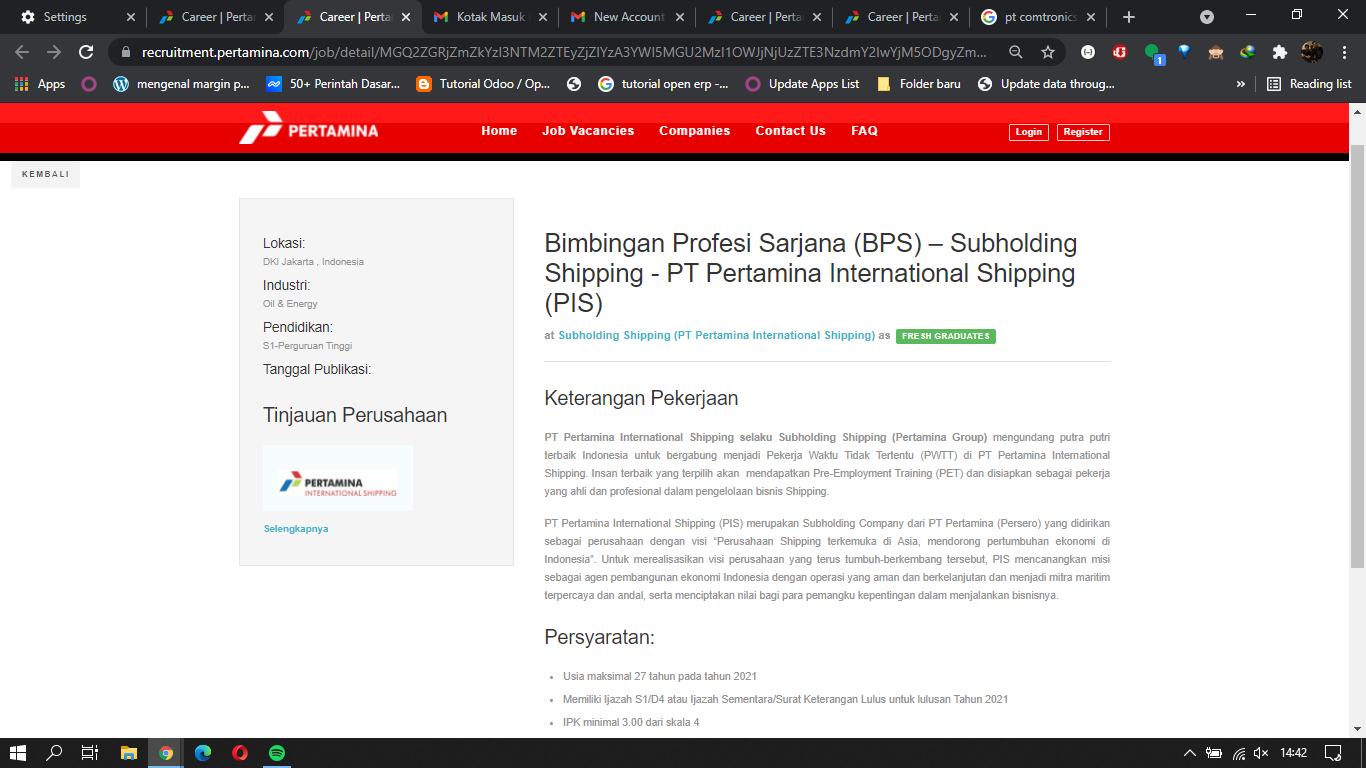 Settings
Career | Perta
Career | Perta
Kotak Masuk
New Account
Career | Perta
Career | Perta
pt comtronics
recruitment.pertamina.com/job/detail/MGQ2ZGRjZmZkYzI3NTM2ZTEyZjZlYzA3YWI5MGU2MzI1OWJjNjUzZTE3NzdmY2IwYjM5ODgyZm...
1
Apps
mengenal margin p...
50+ Perintah Dasar...
Tutorial Odoo / Op...
tutorial open erp -...
Update Apps List
Folder baru
Update data throug...
»
Reading list
PERTAMINA
Home
Job Vacancies
Companies
Contact Us
FAQ
Login
Register
KEMBALI
Lokasi:
DKI Jakarta , Indonesia
Industri:
Oil & Energy
Pendidikan:
S1-Perguruan Tinggi
Tanggal Publikasi:
Tinjauan Perusahaan
PERTAMINA
INTERNATIONAL SHIPPING
Selengkapnya
Bimbingan Profesi Sarjana (BPS) – Subholding
Shipping - PT Pertamina International Shipping
(PIS)
at Subholding Shipping (PT Pertamina International Shipping) as FRESH GRADUATES
Keterangan Pekerjaan
PT Pertamina International Shipping selaku Subholding Shipping (Pertamina Group) mengundang putra putri
terbaik Indonesia untuk bergabung menjadi Pekerja Waktu Tidak Tertentu (PWTT) di PT Pertamina International
Shipping. Insan terbaik yang terpilih akan mendapatkan Pre-Employment Training (PET) dan disiapkan sebagai pekerja
yang ahli dan profesional dalam pengelolaan bisnis Shipping.
PT Pertamina International Shipping (PIS) merupakan Subholding Company dari PT Pertamina (Persero) yang didirikan
sebagai perusahaan dengan visi “Perusahaan Shipping terkemuka di Asia, mendorong pertumbuhan ekonomi di
Indonesia”. Untuk merealisasikan visi perusahaan yang terus tumbuh-berkembang tersebut, PIS mencanangkan misi
sebagai agen pembangunan ekonomi Indonesia dengan operasi yang aman dan berkelanjutan dan menjadi mitra maritim
terpercaya dan andal, serta menciptakan nilai bagi para pemangku kepentingan dalam menjalankan bisnisnya.
Persyaratan:
• Usia maksimal 27 tahun pada tahun 2021
• Memiliki Ijazah S1/D4 atau Ijazah Sementara/Surat Keterangan Lulus untuk lulusan Tahun 2021
• IPK minimal 3.00 dari skala 4
14:42